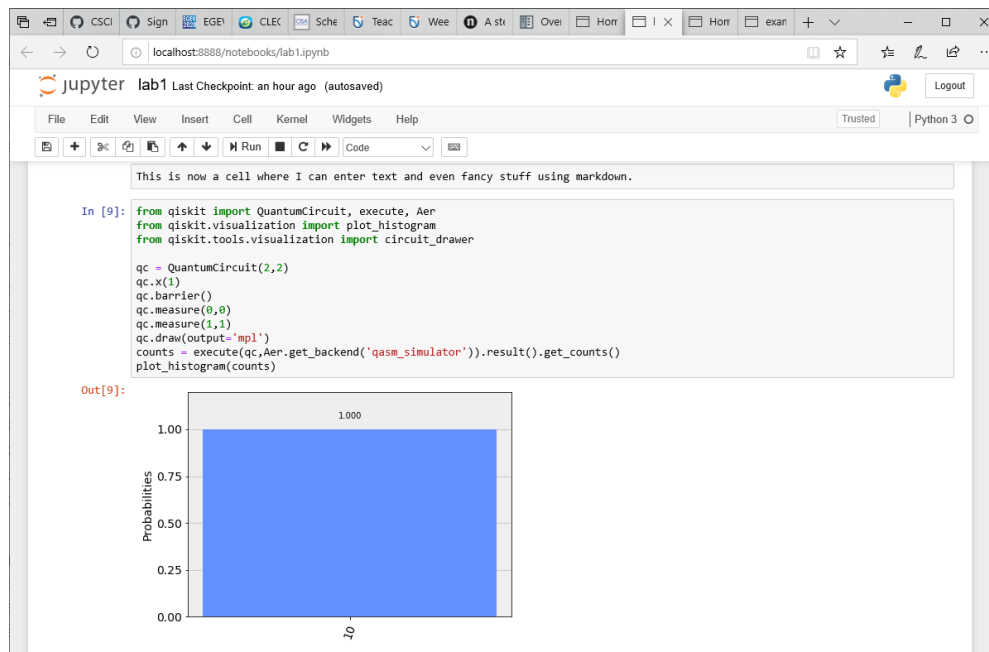 CSCI Sign EGEV CLEC Sche Teac Wee A ste Over Hom l Hom exan
localhost:8888/notebooks/lab1.ipynb
jupyter lab1 Last Checkpoint: an hour ago (autosaved) Logout
File Edit View Insert Cell Kernel Widgets Help Trusted Python 3
Run Code
This is now a cell where I can enter text and even fancy stuff using markdown.
In [9]: from qiskit import QuantumCircuit, execute, Aer
from qiskit.visualization import plot_histogram
from qiskit.tools.visualization import circuit_drawer
qc = QuantumCircuit(2,2)
qc.x(1)
qc.barrier()
qc.measure(0,0)
qc.measure(1,1)
qc.draw(output='mpl')
counts = execute(qc,Aer.get_backend('qasm_simulator')).result().get_counts()
plot_histogram(counts)
Out[9]:
1.000
1.00
0.75
Probabilities
0.50
0.25
0.00
10